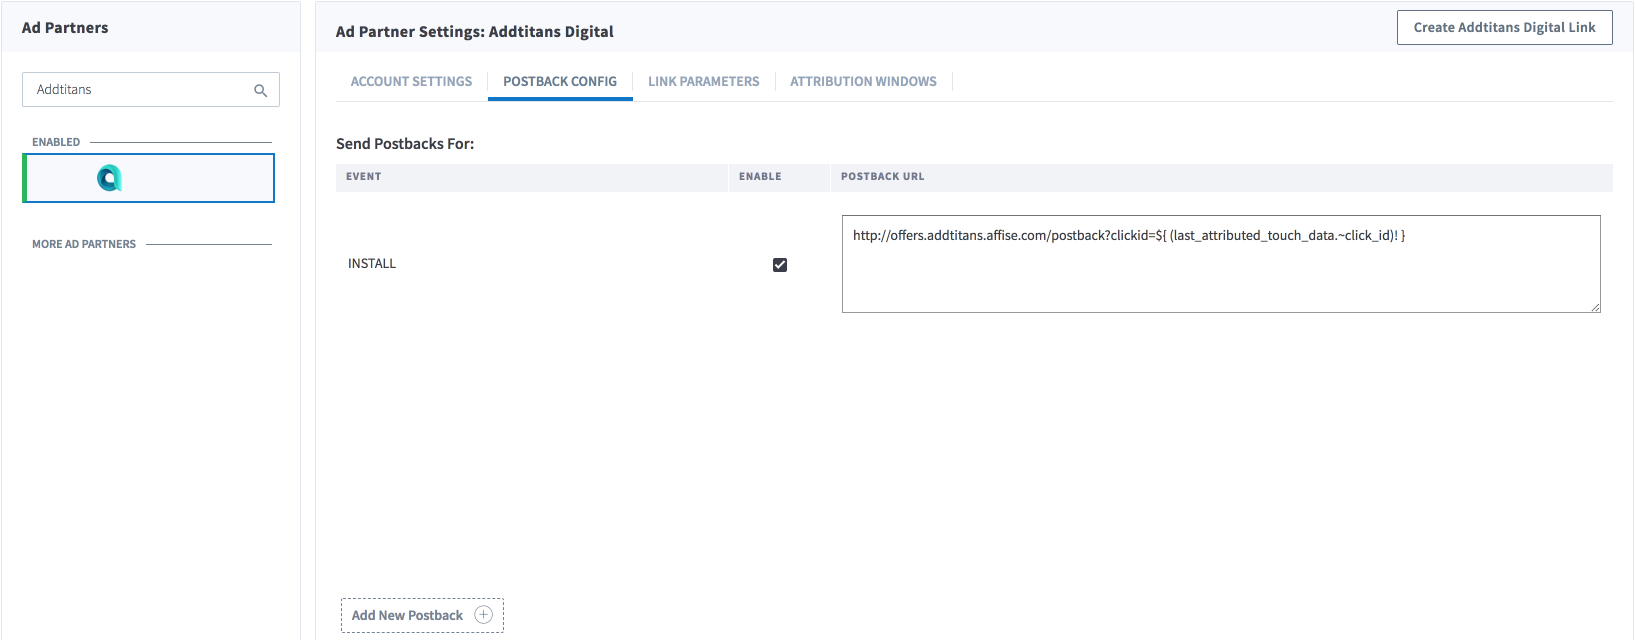 Ad Partners
Addtitans
ENABLED
MORE AD PARTNERS
Ad Partner Settings: Addtitans Digital
Create Addtitans Digital Link
ACCOUNT SETTINGS
POSTBACK CONFIG
LINK PARAMETERS
ATTRIBUTION WINDOWS
Send Postbacks For:
EVENT
ENABLE
POSTBACK URL
INSTALL
http://offers.addtitans.affise.com/postback?clickid=${ (last_attributed_touch_data.~click_id)! }
Add New Postback